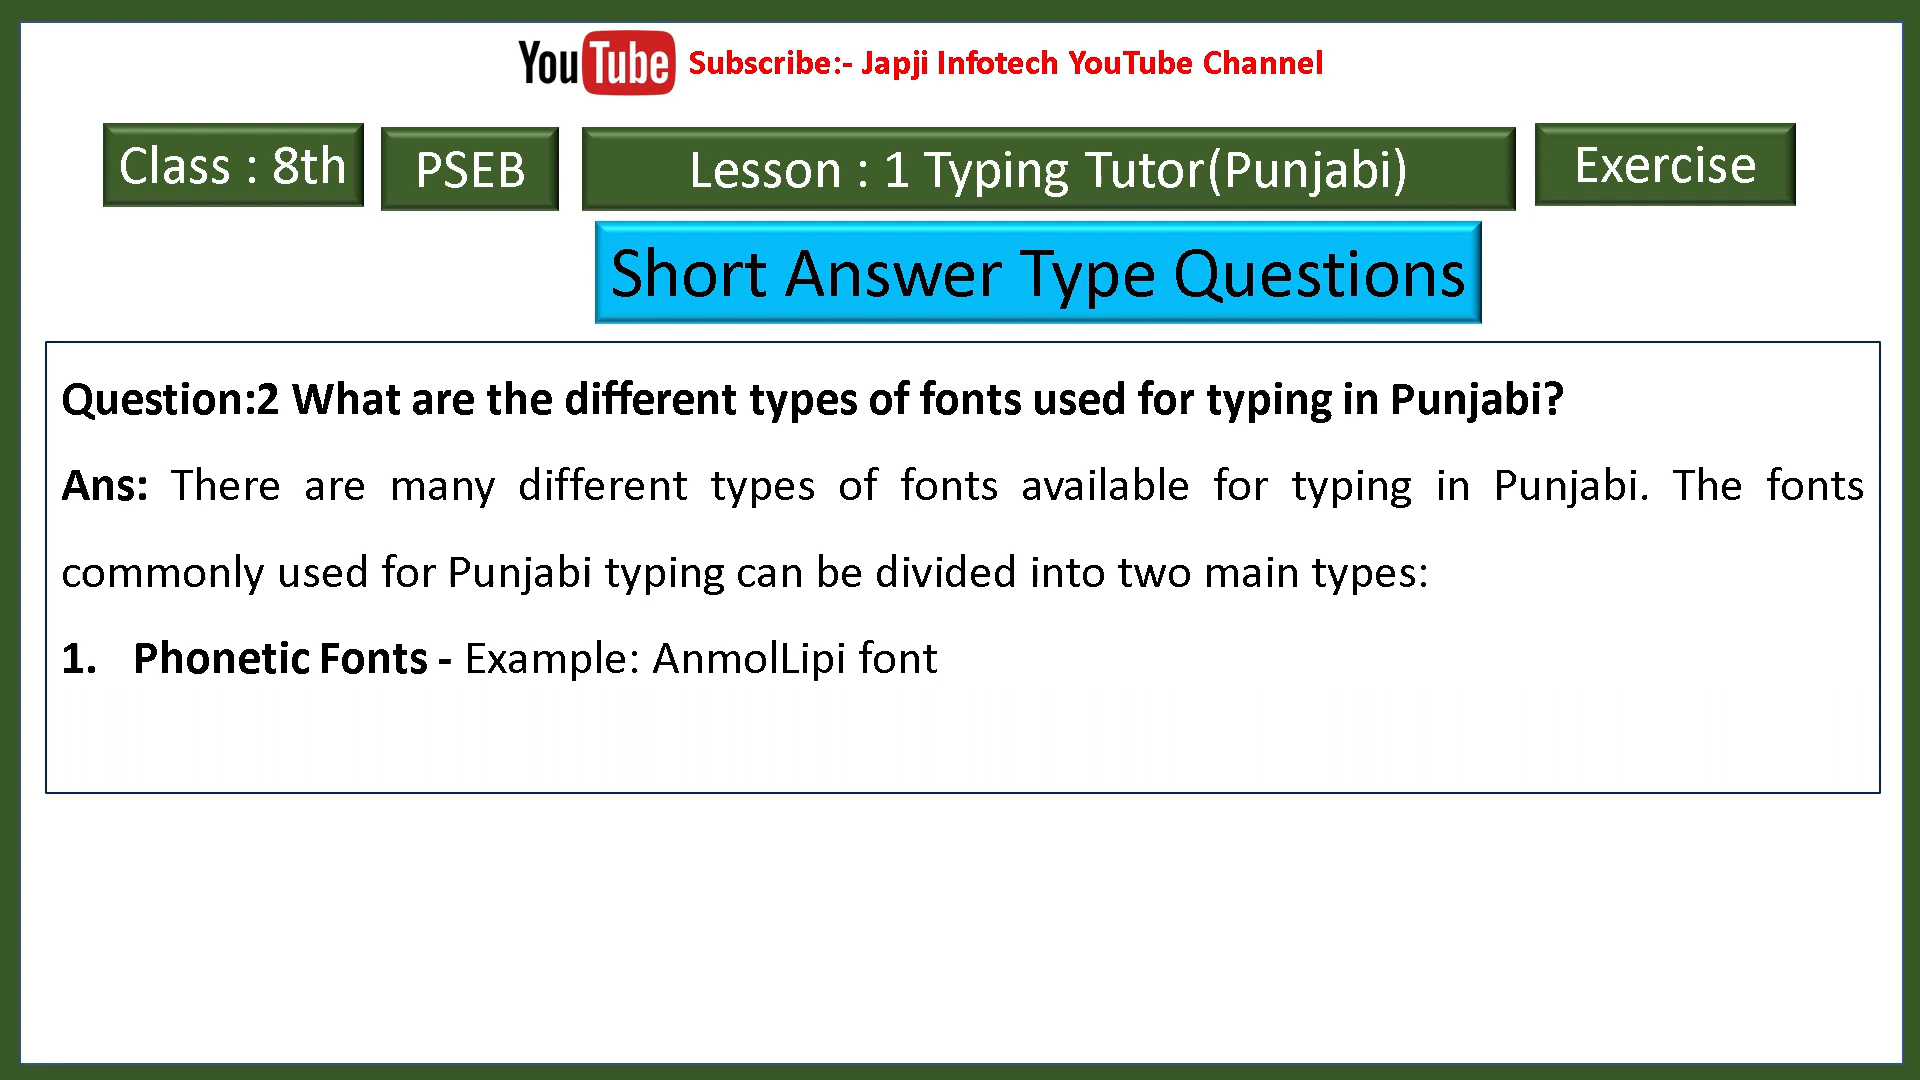 YouTube Subscribe:- Japji Infotech YouTube Channel
Class : 8th PSEB Lesson : 1 Typing Tutor(Punjabi) Exercise
Short Answer Type Questions
Question:2 What are the different types of fonts used for typing in Punjabi?
Ans: There are many different types of fonts available for typing in Punjabi. The fonts
commonly used for Punjabi typing can be divided into two main types:
1. Phonetic Fonts - Example: AnmolLipi font